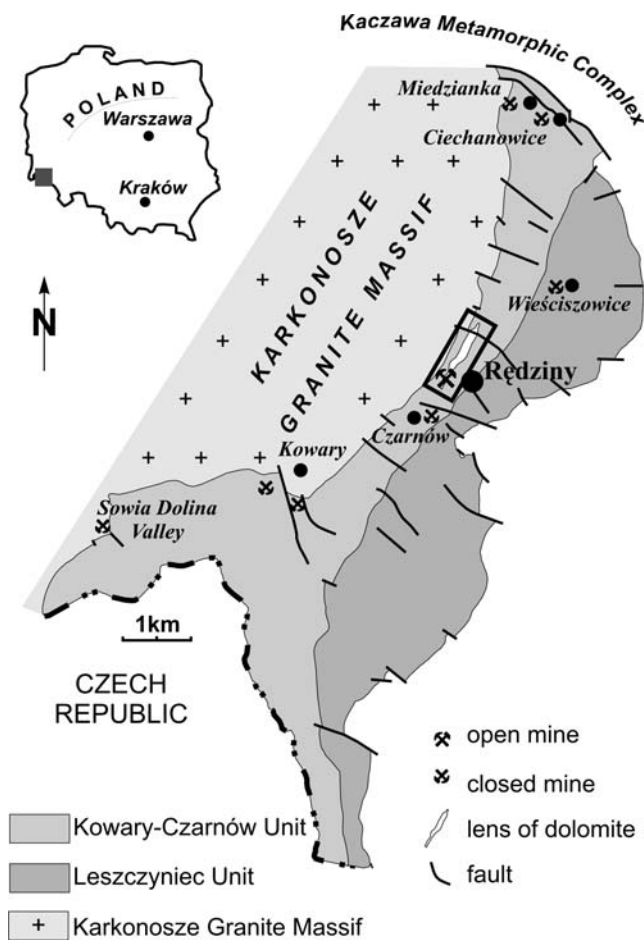 Kaczawa Metamorphic Complex
POLAND
Warszawa
Kraków
N
Miedzianka
Ciechanowice
KARKONOSZE
GRANITE MASSIF
Wieściszowice
Rędziny
Czarnów
Kowary
Sowia Dolina
Valley
1km
CZECH
REPUBLIC
open mine
closed mine
lens of dolomite
fault
Kowary-Czarnów Unit
Leszczyniec Unit
Karkonosze Granite Massif